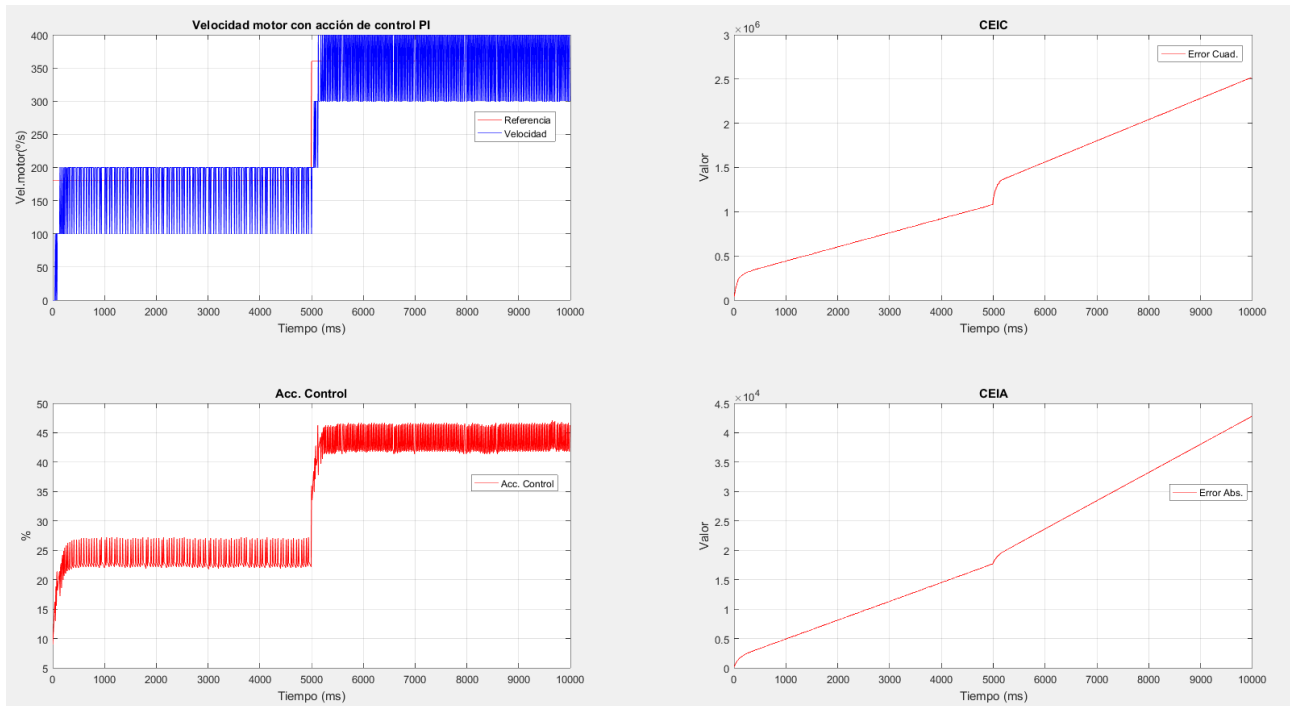 Velocidad motor con acción de control PI
Vel.motor(º/s)
400
350
300
250
200
150
100
50
0
Referencia
Velocidad
0 1000 2000 3000 4000 5000 6000 7000 8000 9000 10000
Tiempo (ms)
CEIC
×10^6
Valor
3
2.5
2
1.5
1
0.5
0
Error Cuad.
0 1000 2000 3000 4000 5000 6000 7000 8000 9000 10000
Tiempo (ms)
Acc. Control
%
50
45
40
35
30
25
20
15
10
5
Acc. Control
0 1000 2000 3000 4000 5000 6000 7000 8000 9000 10000
Tiempo (ms)
CEIA
×10^4
Valor
4.5
4
3.5
3
2.5
2
1.5
1
0.5
0
Error Abs.
0 1000 2000 3000 4000 5000 6000 7000 8000 9000 10000
Tiempo (ms)